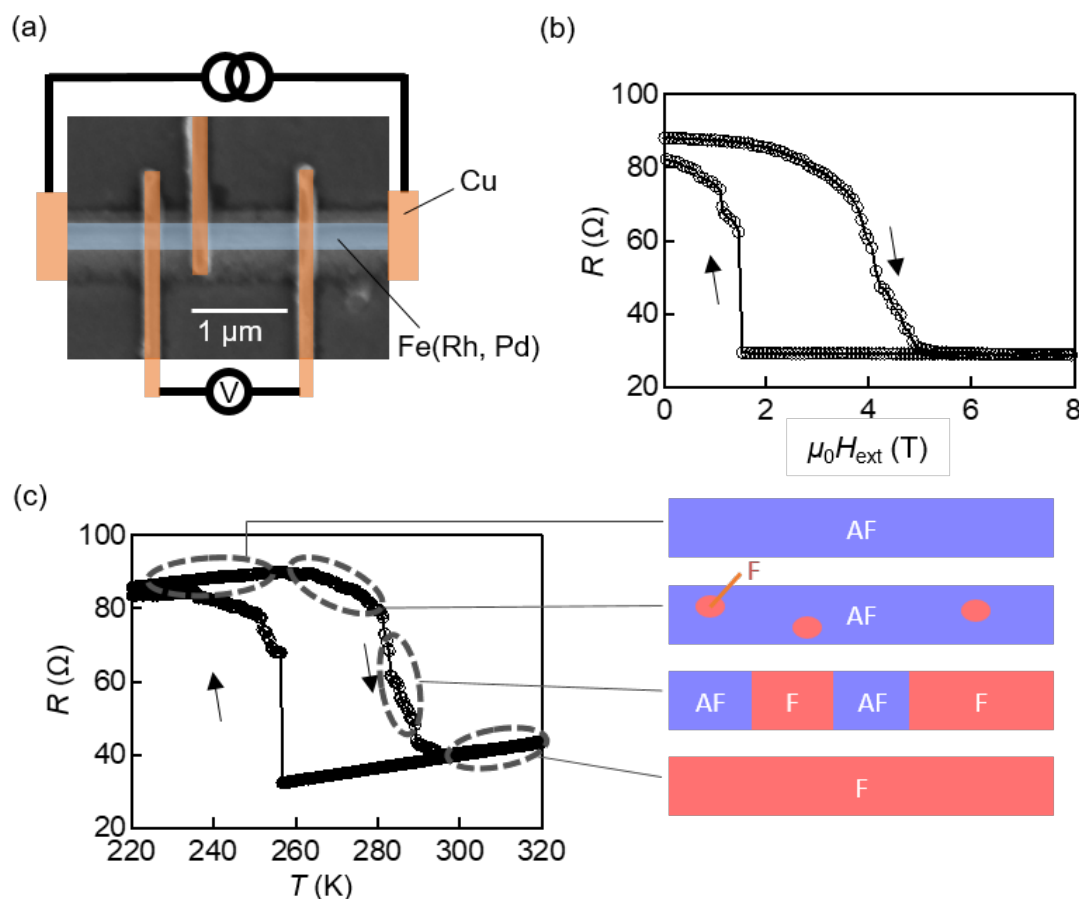 (a)
Cu
1 μm
Fe(Rh, Pd)
V
(b)
100
80
60
40
20
R (Ω)
0 2 4 6 8
μ0Hext (T)
(c)
100
80
60
40
20
R (Ω)
220 240 260 280 300 320
T (K)
AF
F
AF
AF F AF F
F